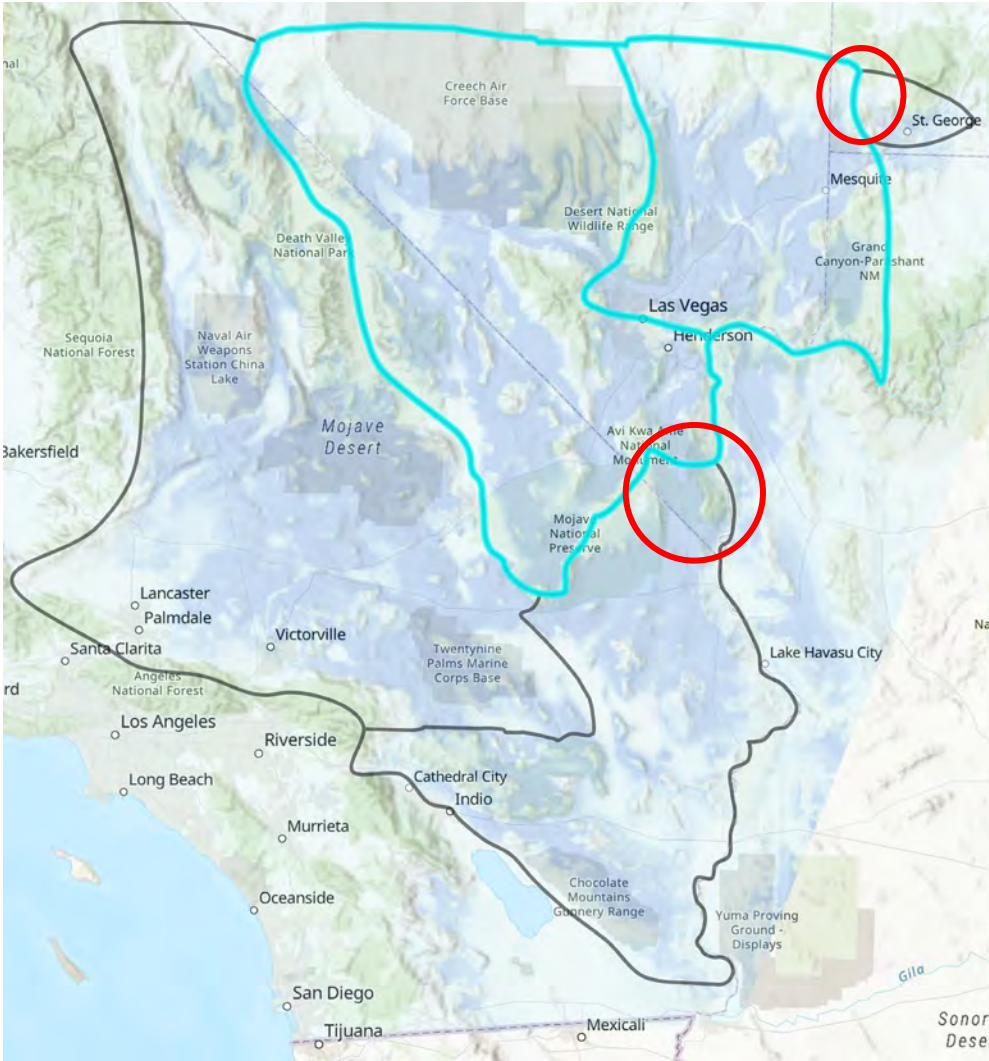 nal
Creech Air
Force Base
St. George
Mesquite
Desert National
Wildlife Range
Death Valley
National Park
Grand
Canyon-Parashant
NM
Las Vegas
Henderson
Sequoia
National Forest
Naval Air
Weapons
Station China
Lake
Mojave
Desert
Avi Kwa Ame
National
Monument
Bakersfield
Mojave
National
Preserve
Lancaster
Palmdale
Santa Clarita
Victorville
Twentynine
Palms Marine
Corps Base
Lake Havasu City
Na
rd
Angeles
National Forest
Los Angeles
Riverside
Long Beach
Cathedral City
Indio
Murrieta
Oceanside
Chocolate
Mountains
Gunnery Range
Yuma Proving
Ground -
Displays
Gila
San Diego
Tijuana
Mexicali
Sonor
Dese